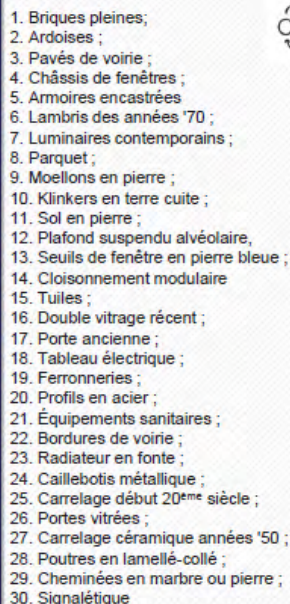 1. Briques pleines;
2. Ardoises ;
3. Pavés de voirie ;
4. Châssis de fenêtres ;
5. Armoires encastrées
6. Lambris des années '70 ;
7. Luminaires contemporains ;
8. Parquet ;
9. Moellons en pierre ;
10. Klinkers en terre cuite ;
11. Sol en pierre ;
12. Plafond suspendu alvéolaire,
13. Seuils de fenêtre en pierre bleue ;
14. Cloisonnement modulaire
15. Tuiles ;
16. Double vitrage récent ;
17. Porte ancienne ;
18. Tableau électrique ;
19. Ferronneries ;
20. Profils en acier ;
21. Équipements sanitaires ;
22. Bordures de voirie ;
23. Radiateur en fonte ;
24. Caillebotis métallique ;
25. Carrelage début 20ème siècle ;
26. Portes vitrées ;
27. Carrelage céramique années '50 ;
28. Poutres en lamellé-collé ;
29. Cheminées en marbre ou pierre ;
30. Signalétique